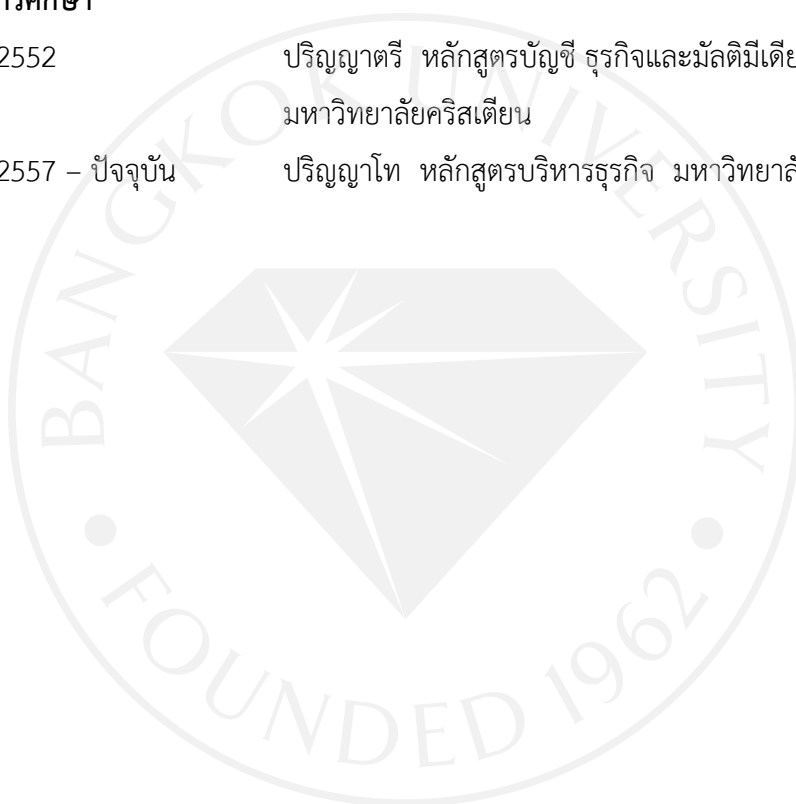 2552 ปริญญาตรี หลักสูตรบัญชี ธุรกิจและมัลติมีเดีย
มหาวิทยาลัยคริสเตียน
2557 – ปัจจุบัน ปริญญาโท หลักสูตรบริหารธุรกิจ
BANGKOK UNIVERSITY
FOUNDED 1962